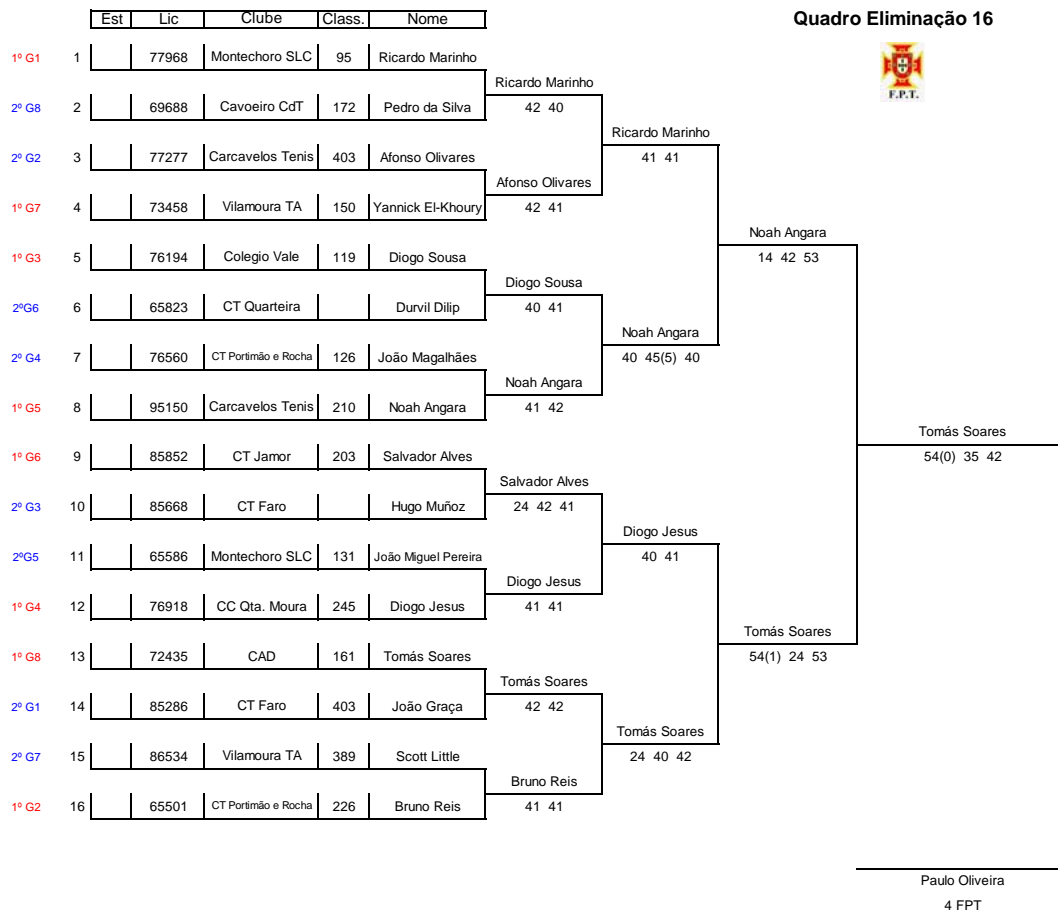 Est Lic Clube Class. Nome
Quadro Eliminação 16
F.P.T.
1º G1 1 77968 Montechoro SLC 95 Ricardo Marinho
Ricardo Marinho
2º G8 2 69688 Cavoeiro CdT 172 Pedro da Silva 42 40
Ricardo Marinho
2º G2 3 77277 Carcavelos Tenis 403 Afonso Olivares 41 41
Afonso Olivares
1º G7 4 73458 Vilamoura TA 150 Yannick El-Khoury 42 41
Noah Angara
1º G3 5 76194 Colegio Vale 119 Diogo Sousa 14 42 53
Diogo Sousa
2ºG6 6 65823 CT Quarteira Durvil Dilip 40 41
Noah Angara
2º G4 7 76560 CT Portimão e Rocha 126 João Magalhães 40 45(5) 40
Noah Angara
1º G5 8 95150 Carcavelos Tenis 210 Noah Angara 41 42
Tomás Soares
1º G6 9 85852 CT Jamor 203 Salvador Alves 54(0) 35 42
Salvador Alves
2º G3 10 85668 CT Faro Hugo Muñoz 24 42 41
Diogo Jesus
2ºG5 11 65586 Montechoro SLC 131 João Miguel Pereira 40 41
Diogo Jesus
1º G4 12 76918 CC Qta. Moura 245 Diogo Jesus 41 41
Tomás Soares
1º G8 13 72435 CAD 161 Tomás Soares 54(1) 24 53
Tomás Soares
2º G1 14 85286 CT Faro 403 João Graça 42 42
Tomás Soares
2º G7 15 86534 Vilamoura TA 389 Scott Little 24 40 42
Bruno Reis
1º G2 16 65501 CT Portimão e Rocha 226 Bruno Reis 41 41
Paulo Oliveira
4 FPT